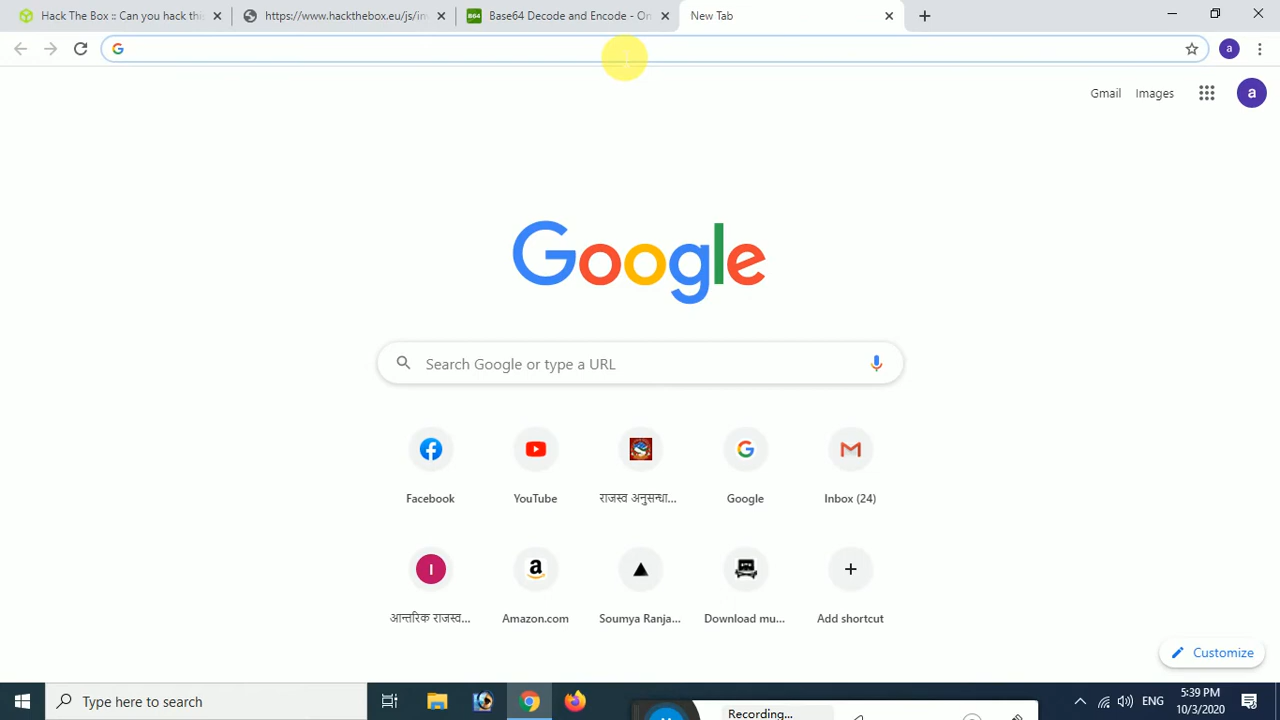 Hack The Box :: Can you hack this
https://www.hackthebox.eu/js/im
B64
Base64 Decode and Encode - On
New Tab
a
Gmail
Images
a
Google
Search Google or type a URL
Facebook
YouTube
राजस्व अनुसन्धा...
Google
Inbox (24)
आन्तरिक राजस्व...
Amazon.com
Soumya Ranja...
Download mu...
Add shortcut
Customize
Type here to search
Recording...
ENG
5:39 PM
10/3/2020